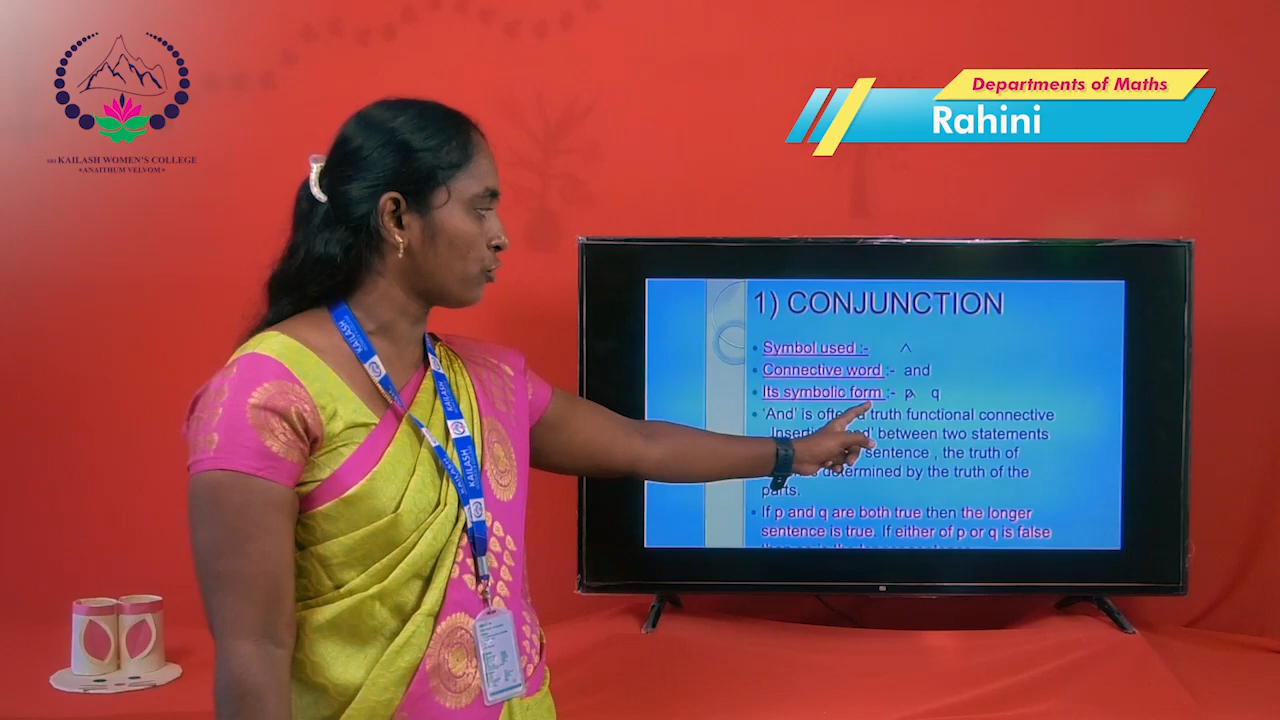 SRI KAILASH WOMEN'S COLLEGE
•ANAITHUM VELVOM•
Departments of Maths
Rahini
1) CONJUNCTION
• Symbol used :- ^
• Connective word :- and
• Its symbolic form :- p^ q
• 'And' is often a truth functional connective
between two statements
sentence , the truth of
determined by the truth of the
parts.
• If p and q are both true then the longer
sentence is true. If either of p or q is false
KAILASH
KAILASH
KAILASH